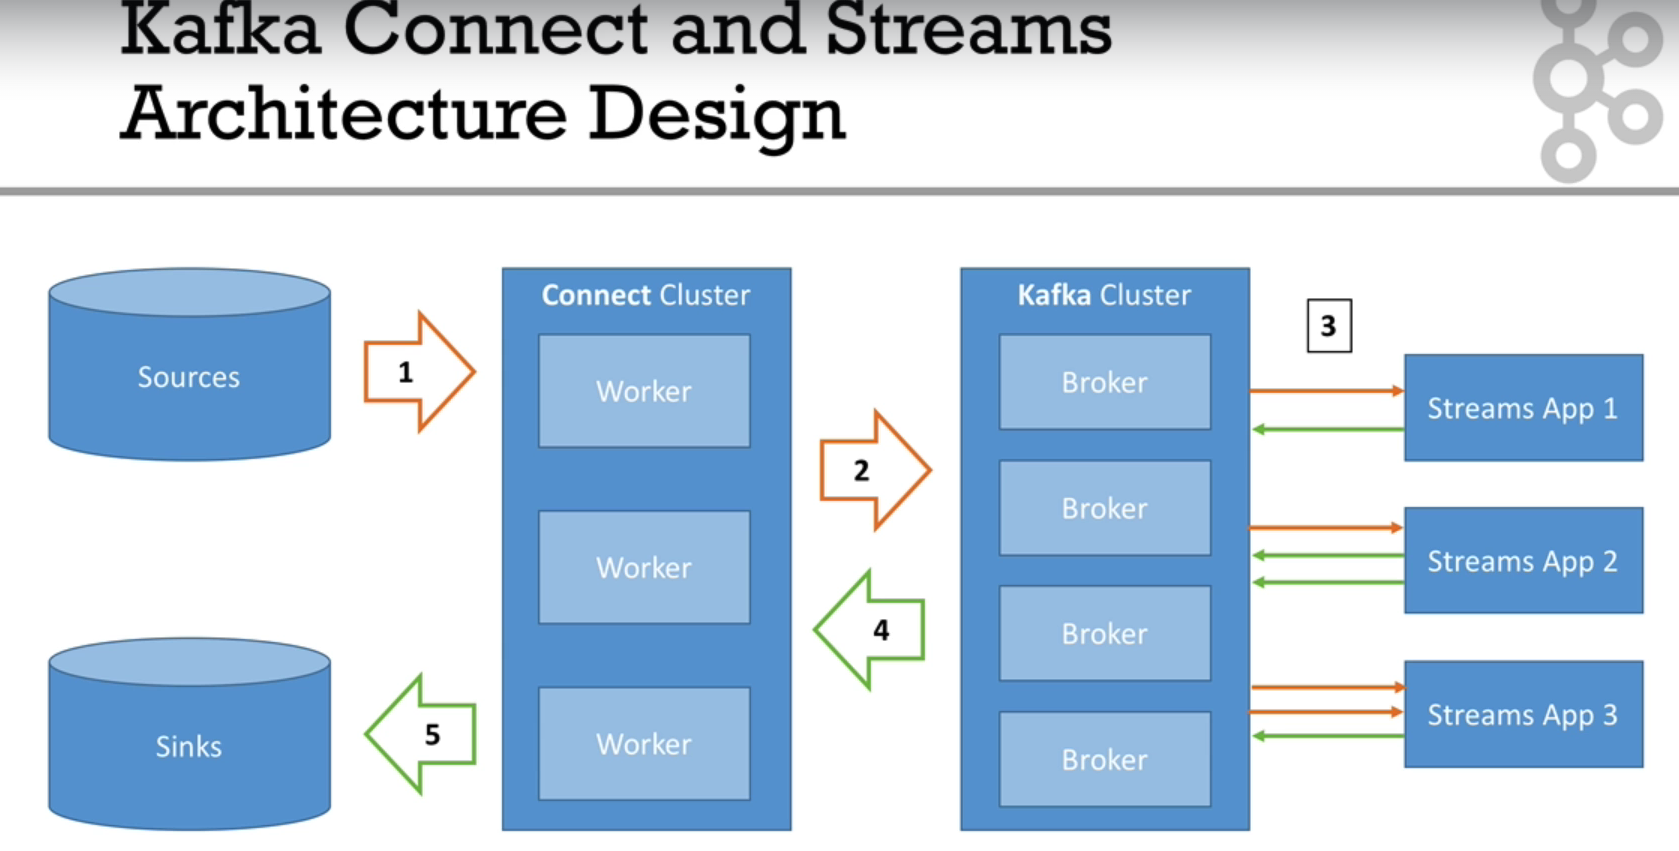 Kafka Connect and Streams
Architecture Design
Sources
1
Connect Cluster
Worker
Worker
Worker
2
4
5
Sinks
Kafka Cluster
Broker
Broker
Broker
Broker
3
Streams App 1
Streams App 2
Streams App 3